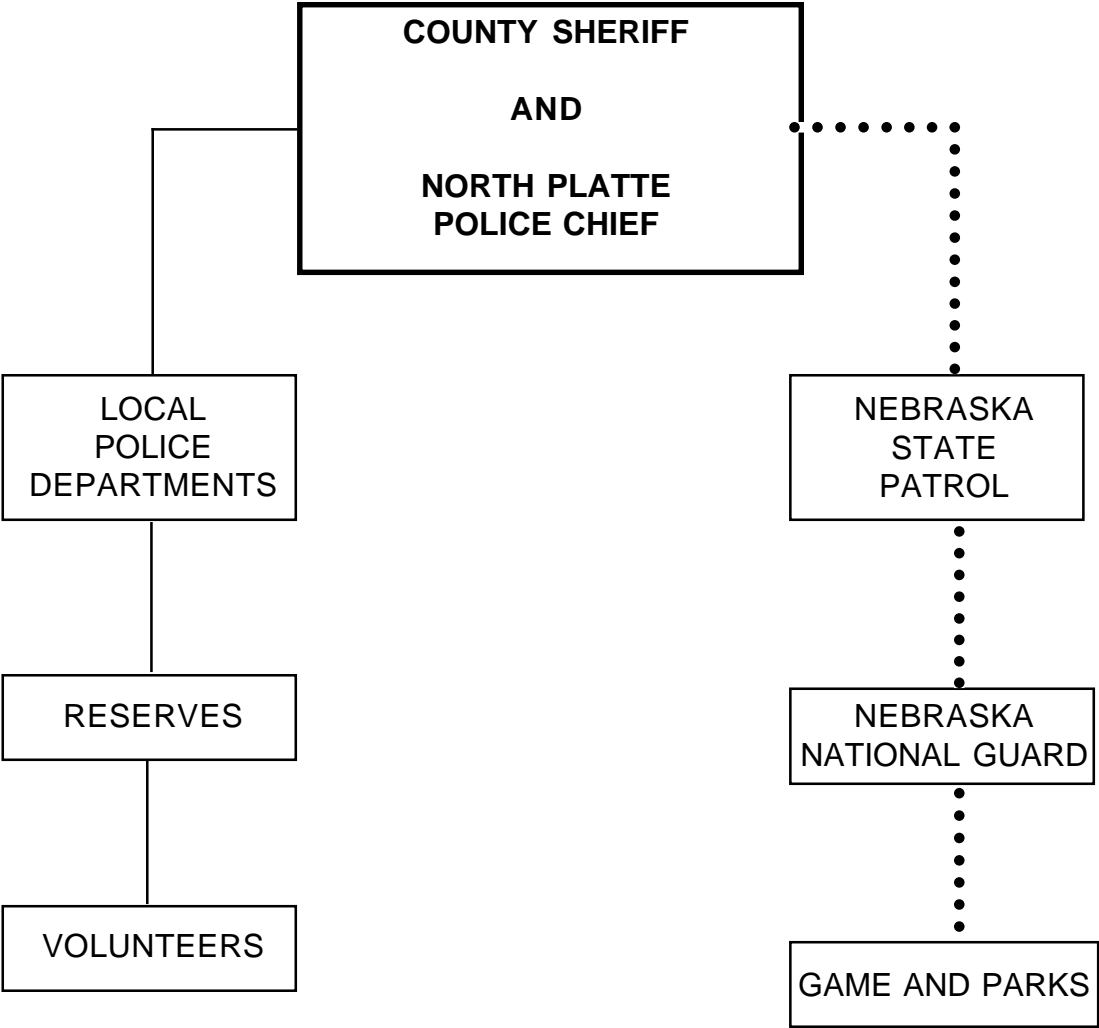 COUNTY SHERIFF
AND
NORTH PLATTE
POLICE CHIEF
LOCAL
POLICE
DEPARTMENTS
NEBRASKA
STATE
PATROL
RESERVES
NEBRASKA
NATIONAL GUARD
VOLUNTEERS
GAME AND PARKS